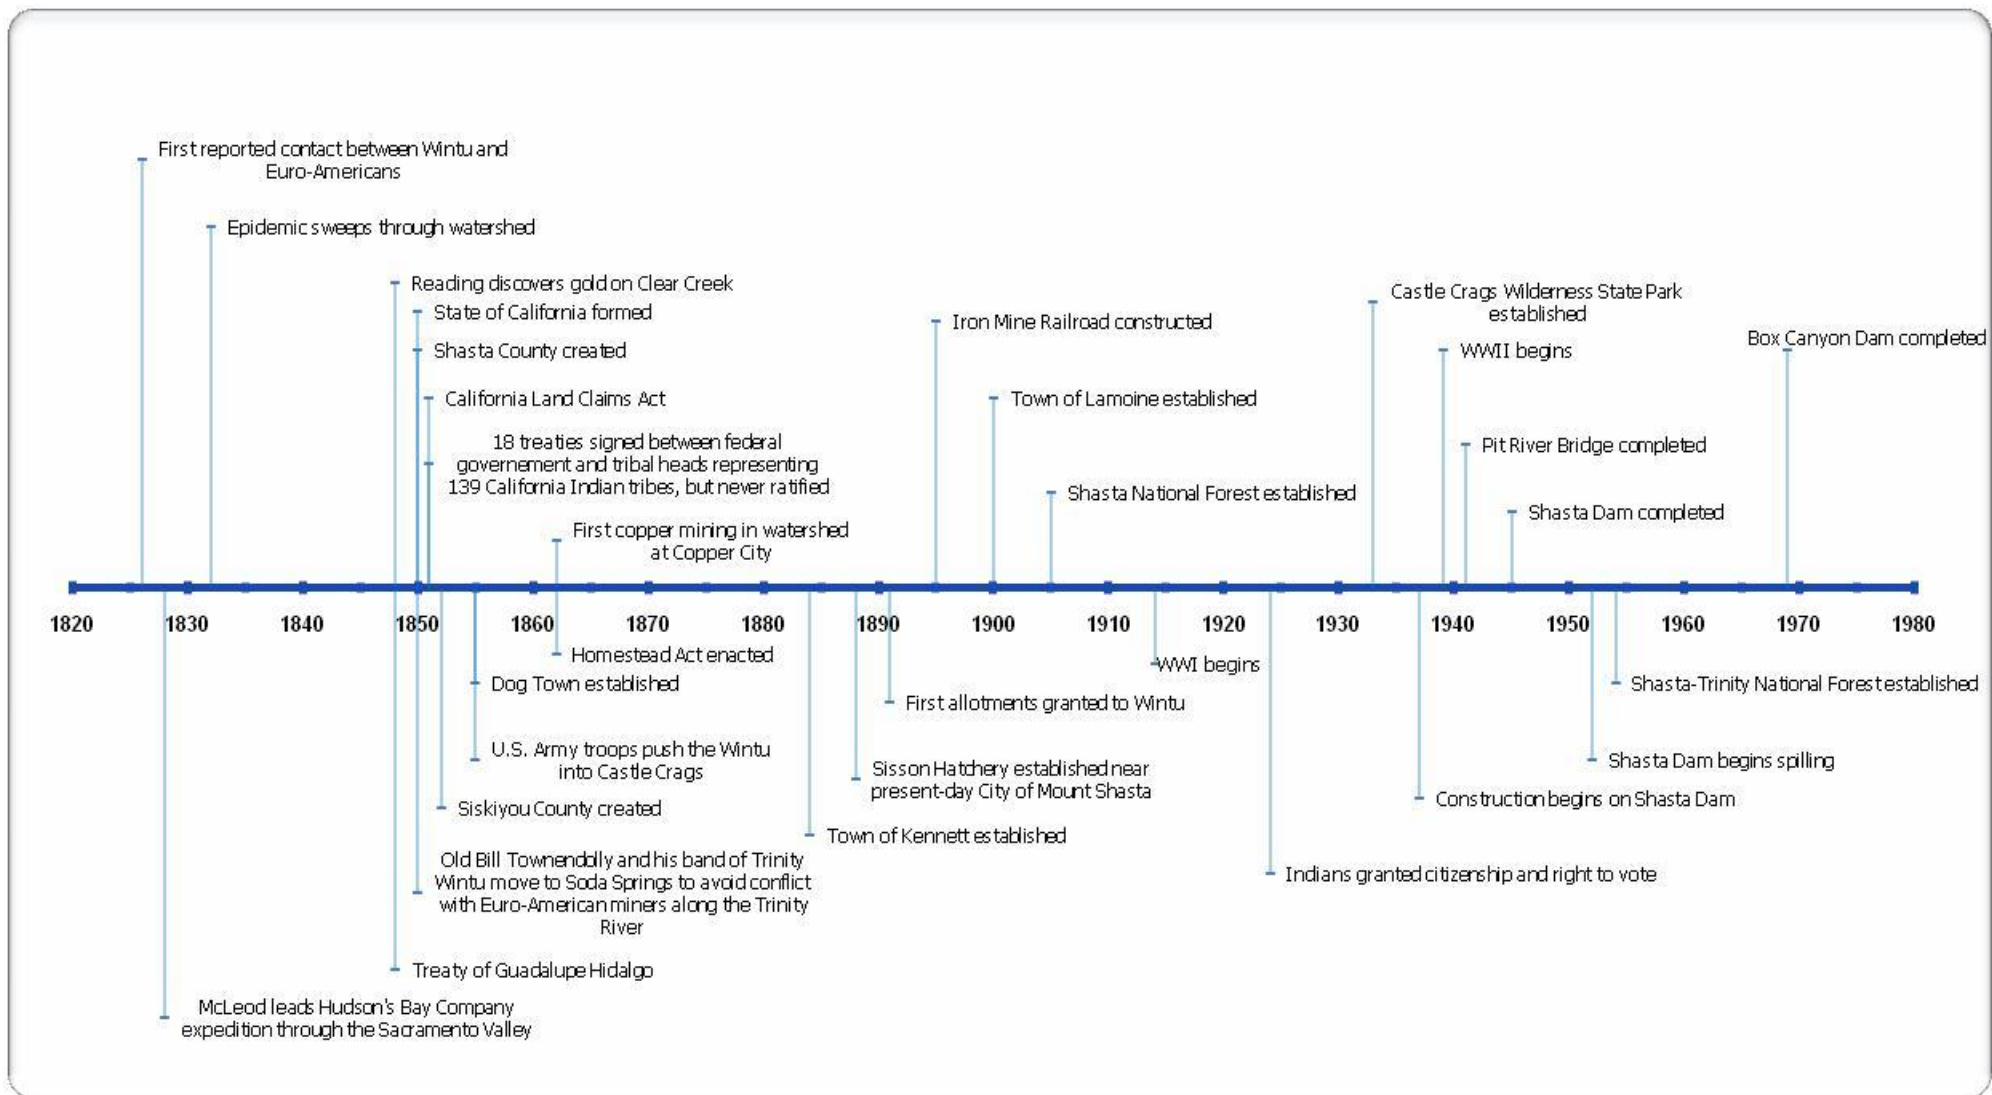 First reported contact between Wintu and
Euro-Americans
Epidemic sweeps through watershed
Reading discovers gold on Clear Creek
State of California formed
Shasta County created
California Land Claims Act
18 treaties signed between federal
governement and tribal heads representing
139 California Indian tribes, but never ratified
First copper mining in watershed
at Copper City
Iron Mine Railroad constructed
Town of Lamoine established
Shasta National Forest established
Castle Crags Wilderness State Park
established
WWII begins
Pit River Bridge completed
Shasta Dam completed
Box Canyon Dam completed
1820 1830 1840 1850 1860 1870 1880 1890 1900 1910 1920 1930 1940 1950 1960 1970 1980
Homestead Act enacted
Dog Town established
U.S. Army troops push the Wintu
into Castle Crags
Siskiyou County created
Old Bill Townendolly and his band of Trinity
Wintu move to Soda Springs to avoid conflict
with Euro-American miners along the Trinity
River
Treaty of Guadalupe Hidalgo
McLeod leads Hudson's Bay Company
expedition through the Sacramento Valley
WWI begins
First allotments granted to Wintu
Sisson Hatchery established near
present-day City of Mount Shasta
Town of Kennett established
Indians granted citizenship and right to vote
Shasta-Trinity National Forest established
Shasta Dam begins spilling
Construction begins on Shasta Dam